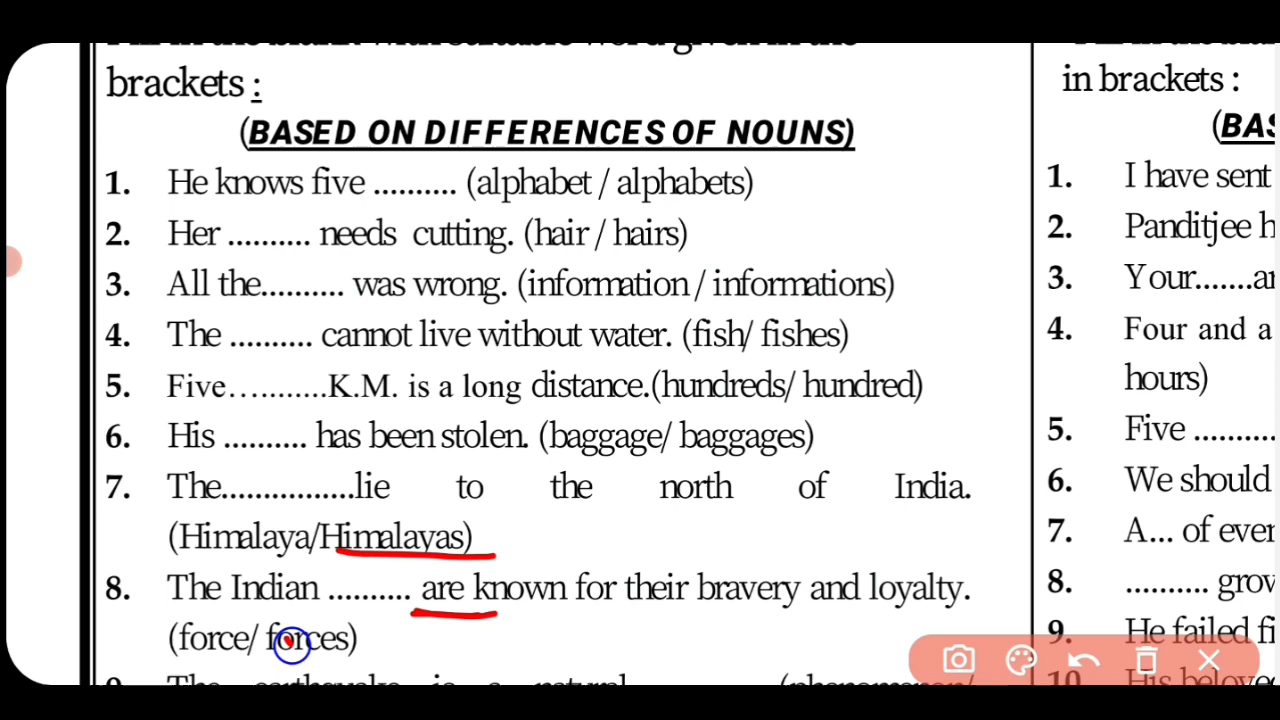 brackets :
(BASED ON DIFFERENCES OF NOUNS)
1. He knows five .......... (alphabet / alphabets)
2. Her .......... needs cutting. (hair / hairs)
3. All the.......... was wrong. (information / informations)
4. The .......... cannot live without water. (fish/ fishes)
5. Five…........K.M. is a long distance.(hundreds/ hundred)
6. His .......... has been stolen. (baggage/ baggages)
7. The................lie to the north of India.
(Himalaya/Himalayas)
8. The Indian .......... are known for their bravery and loyalty.
(force/ forces)
in brackets :
1. I have sent
2. Panditjee
3. Your.......
4. Four and a
hours)
5. Five ..........
6. We should
7. A... of
8. ..........
9. He failed
10. His